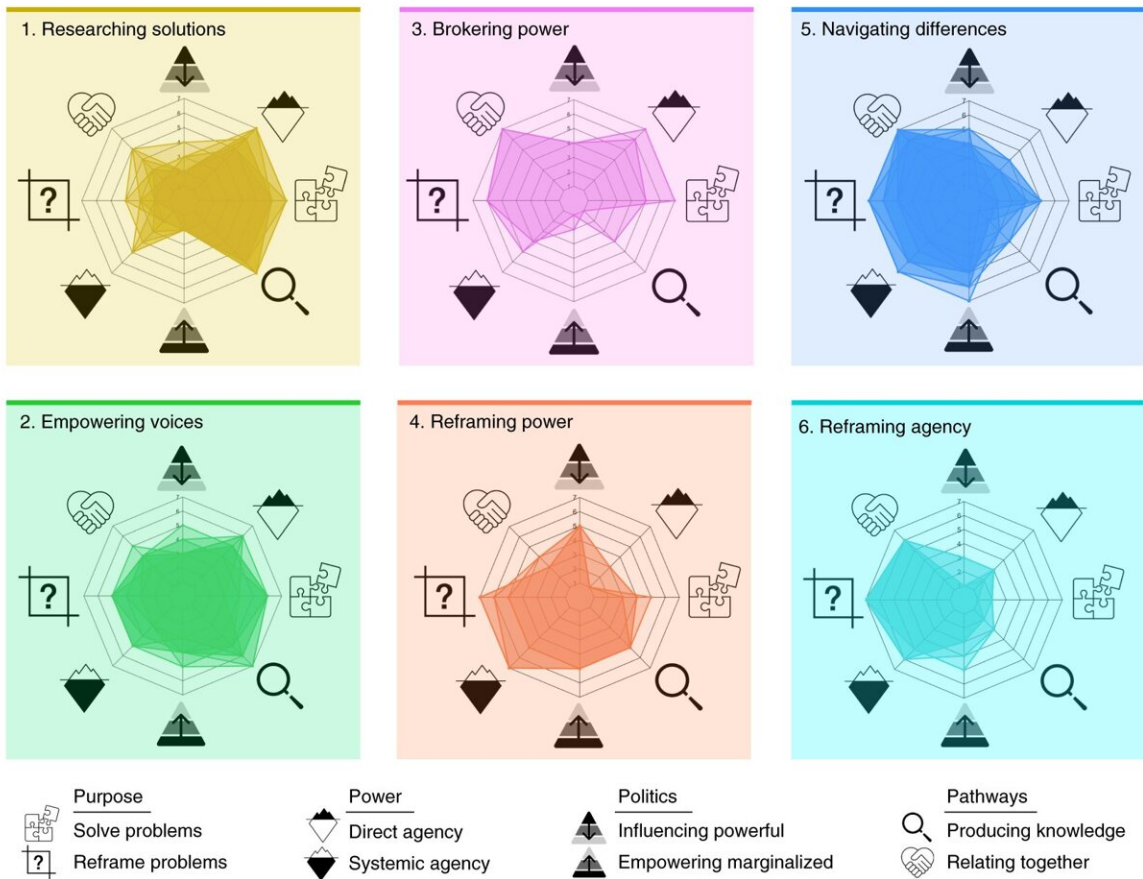 1. Researching solutions
3. Brokering power
5. Navigating differences
2. Empowering voices
4. Reframing power
6. Reframing agency
Purpose
Solve problems
Reframe problems
Power
Direct agency
Systemic agency
Politics
Influencing powerful
Empowering marginalized
Pathways
Producing knowledge
Relating together